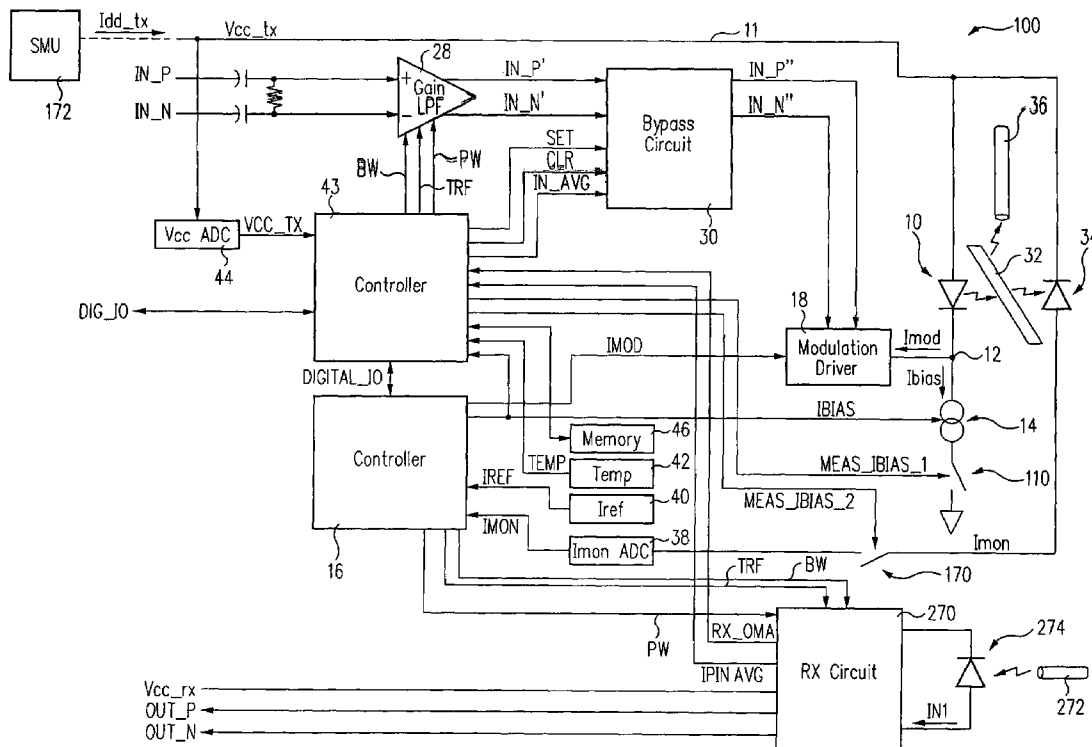 Idd_tx
Vcc_tx
11
100
SMU
172
IN_P
IN_N
28
+
Gain
LPF
-
IN_P'
IN_N'
IN_P"
IN_N"
36
Bypass
Circuit
30
SET
CLR
IN_AVG
BW
TRF
PW
43
Vcc ADC
44
VCC_TX
Controller
DIG_IO
10
32
34
18
Modulation
Driver
Imod
12
Ibias
IMOD
DIGITAL_IO
IBIAS
14
Controller
16
Memory
46
TEMP
Temp
42
IREF
Iref
40
IMON
Imon ADC
38
MEAS_IBIAS_1
110
MEAS_IBIAS_2
Imon
170
TRF
BW
PW
270
RX_OMA
IPIN AVG
RX Circuit
274
272
IN1
Vcc_rx
OUT_P
OUT_N